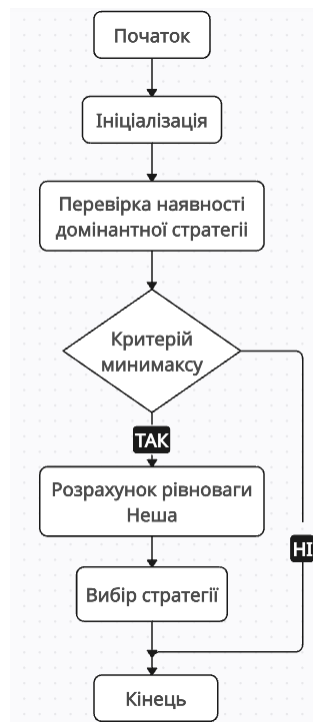 Початок
Ініціалізація
Перевірка наявності
домінантної стратегії
Критерій
минимаксу
ТАК
Розрахунок рівноваги
Неша
НІ
Вибір стратегії
Кінець